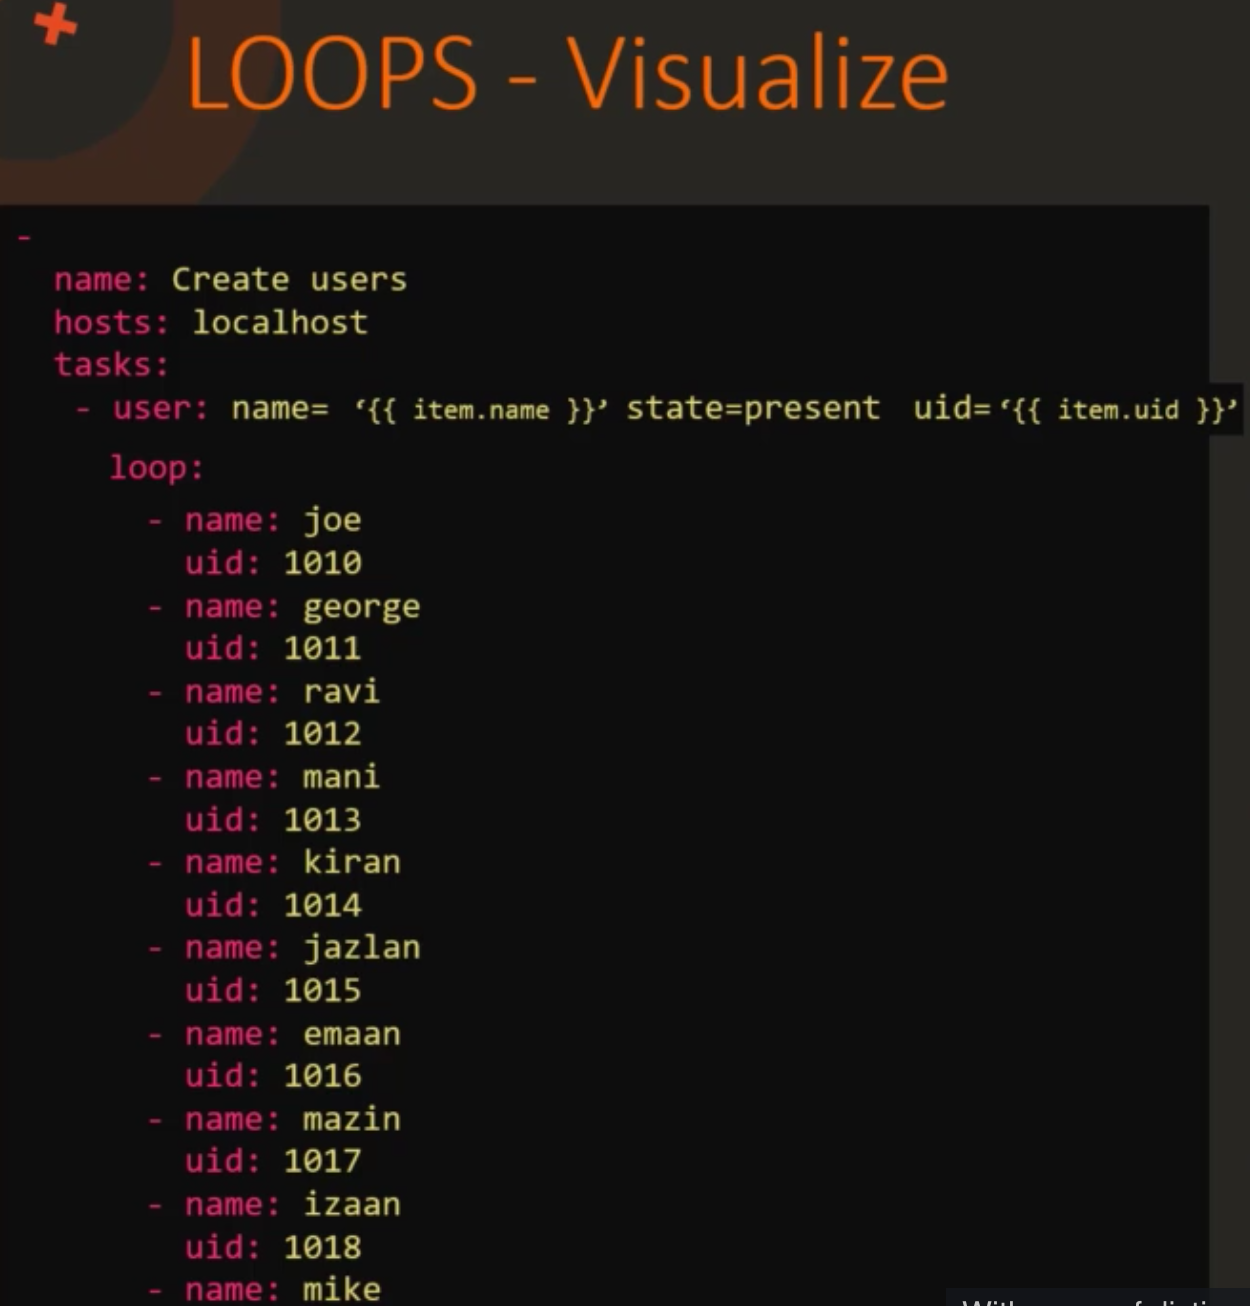 LOOPS - Visualize
-
name: Create users
hosts: localhost
tasks:
- user: name= ‘{{ item.name }}’ state=present uid=‘{{ item.uid }}’
loop:
- name: joe
uid: 1010
- name: george
uid: 1011
- name: ravi
uid: 1012
- name: mani
uid: 1013
- name: kiran
uid: 1014
- name: jazlan
uid: 1015
- name: emaan
uid: 1016
- name: mazin
uid: 1017
- name: izaan
uid: 1018
- name: mike